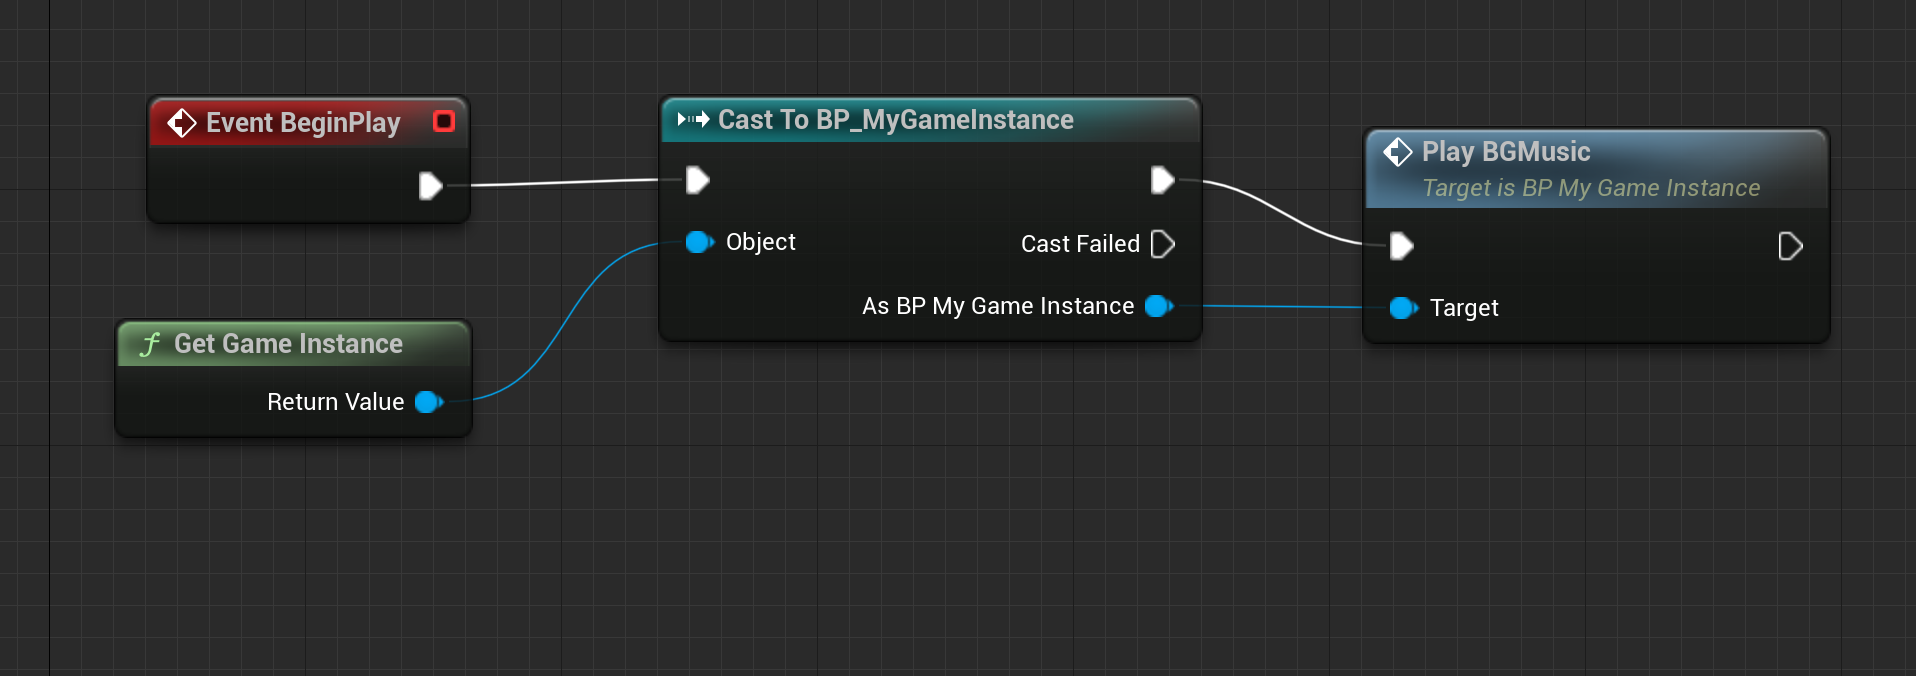 Event BeginPlay
Get Game Instance
Return Value
Cast To BP_MyGameInstance
Object
Cast Failed
As BP My Game Instance
Play BGMusic
Target is BP My Game Instance
Target